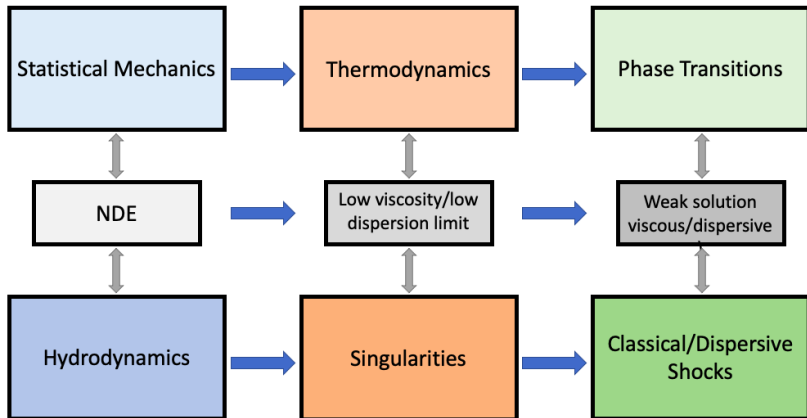 Statistical Mechanics
Thermodynamics
Phase Transitions
NDE
Low viscosity/low
dispersion limit
Weak solution
viscous/dispersive
Hydrodynamics
Singularities
Classical/Dispersive
Shocks